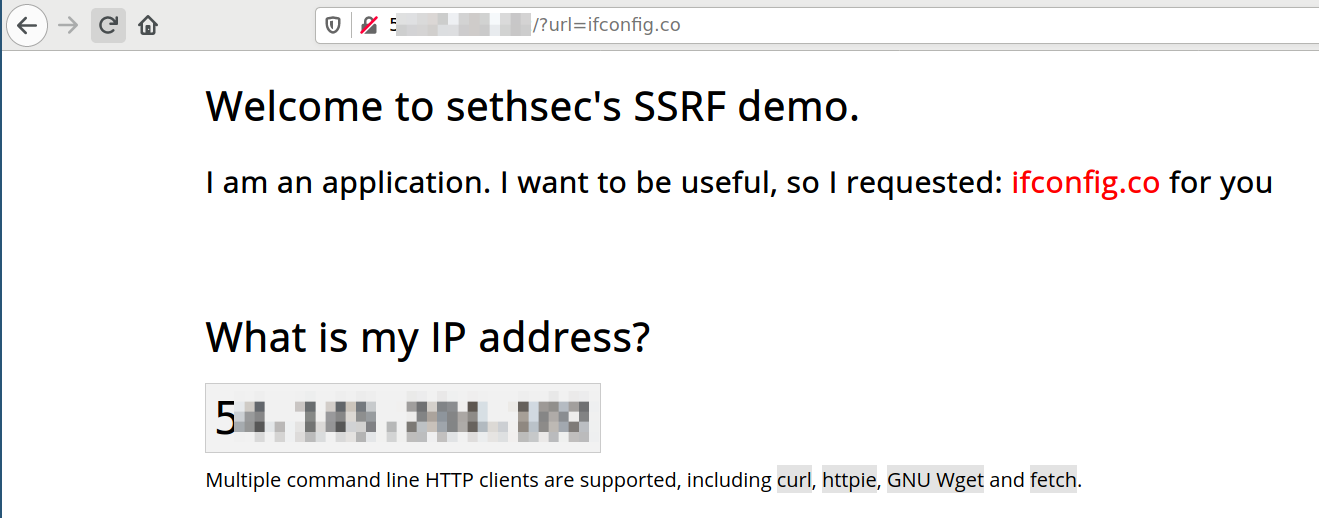 5 /?url=ifconfig.co
Welcome to sethsec's SSRF demo.
I am an application. I want to be useful, so I requested: ifconfig.co for you
What is my IP address?
5
Multiple command line HTTP clients are supported, including curl, httpie, GNU Wget and fetch.